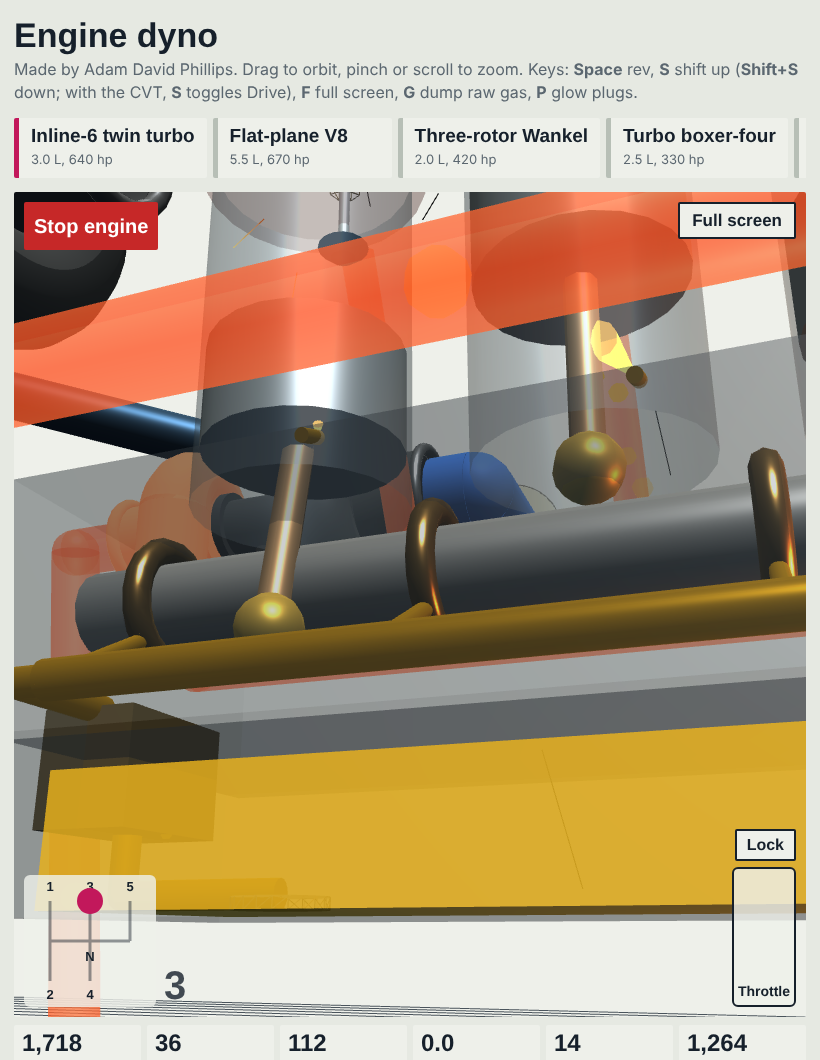 Engine dyno
Made by Adam David Phillips. Drag to orbit, pinch or scroll to zoom. Keys: Space rev, S shift up (Shift+S
down; with the CVT, S toggles Drive), F full screen, G dump raw gas, P glow plugs.
Inline-6 twin turbo
3.0 L, 640 hp
Flat-plane V8
5.5 L, 670 hp
Three-rotor Wankel
2.0 L, 420 hp
Turbo boxer-four
2.5 L, 330 hp
Stop engine
Full screen
Lock
1 3 5
N
2 4
3
Throttle
1,718 36 112 0.0 14 1,264